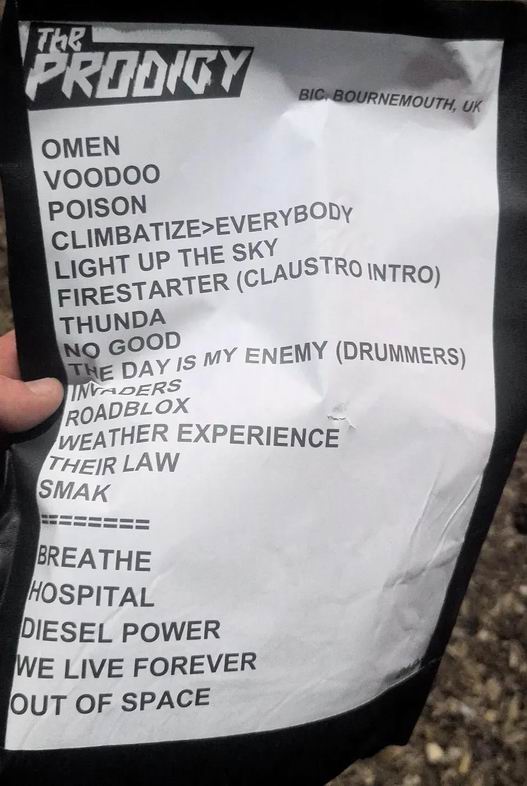 THE
PRODIGY
BIC, BOURNEMOUTH, UK
OMEN
VOODOO
POISON
CLIMBATIZE>EVERYBODY
LIGHT UP THE SKY
FIRESTARTER (CLAUSTRO INTRO)
THUNDA
NO GOOD
THE DAY IS MY ENEMY (DRUMMERS)
INVADERS
ROADBLOX
WEATHER EXPERIENCE
THEIR LAW
SMAK
========
BREATHE
HOSPITAL
DIESEL POWER
WE LIVE FOREVER
OUT OF SPACE